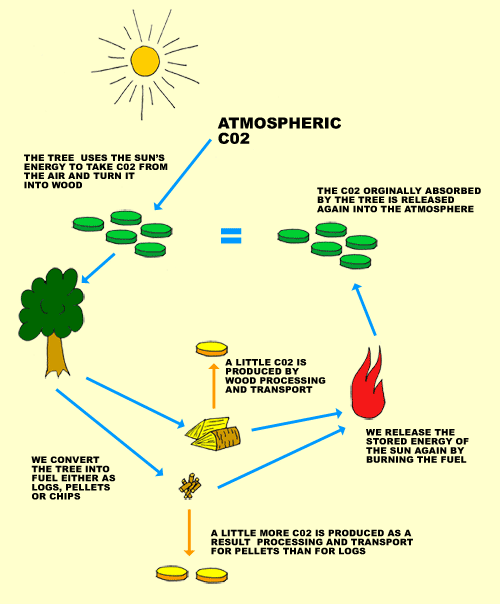 ATMOSPHERIC
C02
THE TREE USES THE SUN'S
ENERGY TO TAKE C02 FROM
THE AIR AND TURN IT
INTO WOOD
THE C02 ORGINALLY ABSORBED
BY THE TREE IS RELEASED
AGAIN INTO THE ATMOSPHERE
=
A LITTLE C02 IS
PRODUCED BY
WOOD PROCESSING
AND TRANSPORT
WE RELEASE THE
STORED ENERGY OF
THE SUN AGAIN BY
BURNING THE FUEL
WE CONVERT
THE TREE INTO
FUEL EITHER AS
LOGS, PELLETS
OR CHIPS
A LITTLE MORE C02 IS PRODUCED AS A
RESULT PROCESSING AND TRANSPORT
FOR PELLETS THAN FOR LOGS